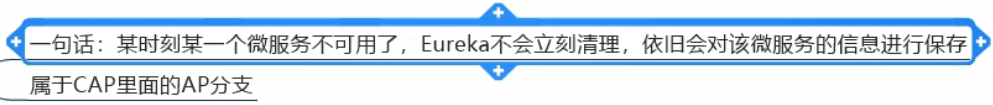 一句话：某时刻某一个微服务不可用了，Eureka不会立刻清理，依旧会对该微服务的信息进行保存
属于CAP里面的AP分支